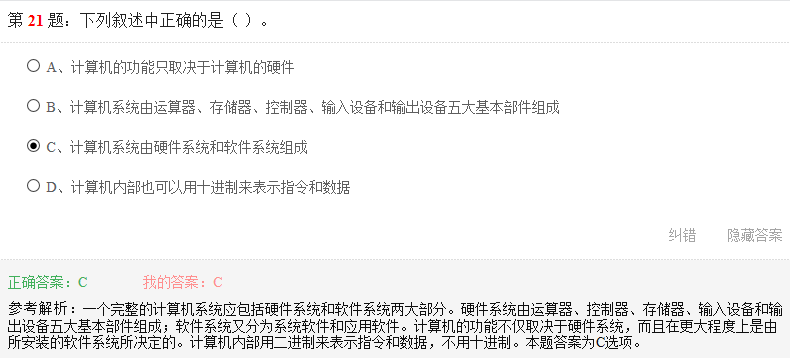 第 21 题：下列叙述中正确的是（ ）。
A、计算机的功能只取决于计算机的硬件
B、计算机系统由运算器、存储器、控制器、输入设备和输出设备五大基本部件组成
C、计算机系统由硬件系统和软件系统组成
D、计算机内部也可以用十进制来表示指令和数据
纠错 隐藏答案
正确答案：C 我的答案：C
参考解析：一个完整的计算机系统应包括硬件系统和软件系统两大部分。硬件系统由运算器、控制器、存储器、输入设备和输
出设备五大基本部件组成；软件系统又分为系统软件和应用软件。计算机的功能不仅取决于硬件系统，而且在更大程度上是由
所安装的软件系统所决定的。计算机内部用二进制来表示指令和数据，不用十进制。本题答案为C选项。